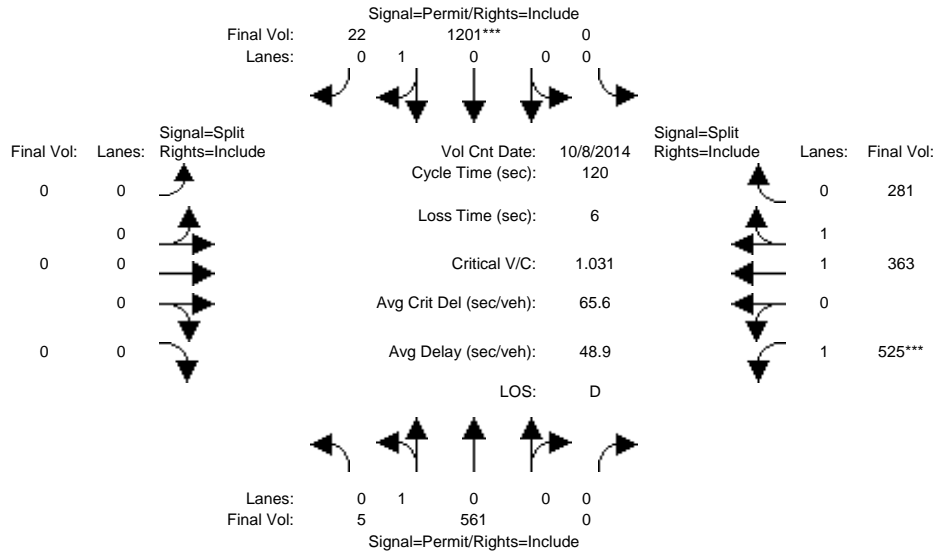 Signal=Permit/Rights=Include
Final Vol: 22 1201*** 0
Lanes: 0 1 0 0 0
Signal=Split Signal=Split
Final Vol: Lanes: Rights=Include Vol Cnt Date: 10/8/2014 Rights=Include Lanes: Final Vol:
Cycle Time (sec): 120
0 0 0 281
Loss Time (sec): 6
0 1
0 0 Critical V/C: 1.031 1 363
0 Avg Crit Del (sec/veh): 65.6 0
0 0 Avg Delay (sec/veh): 48.9 1 525***
LOS: D
Lanes: 0 1 0 0 0
Final Vol: 5 561 0
Signal=Permit/Rights=Include